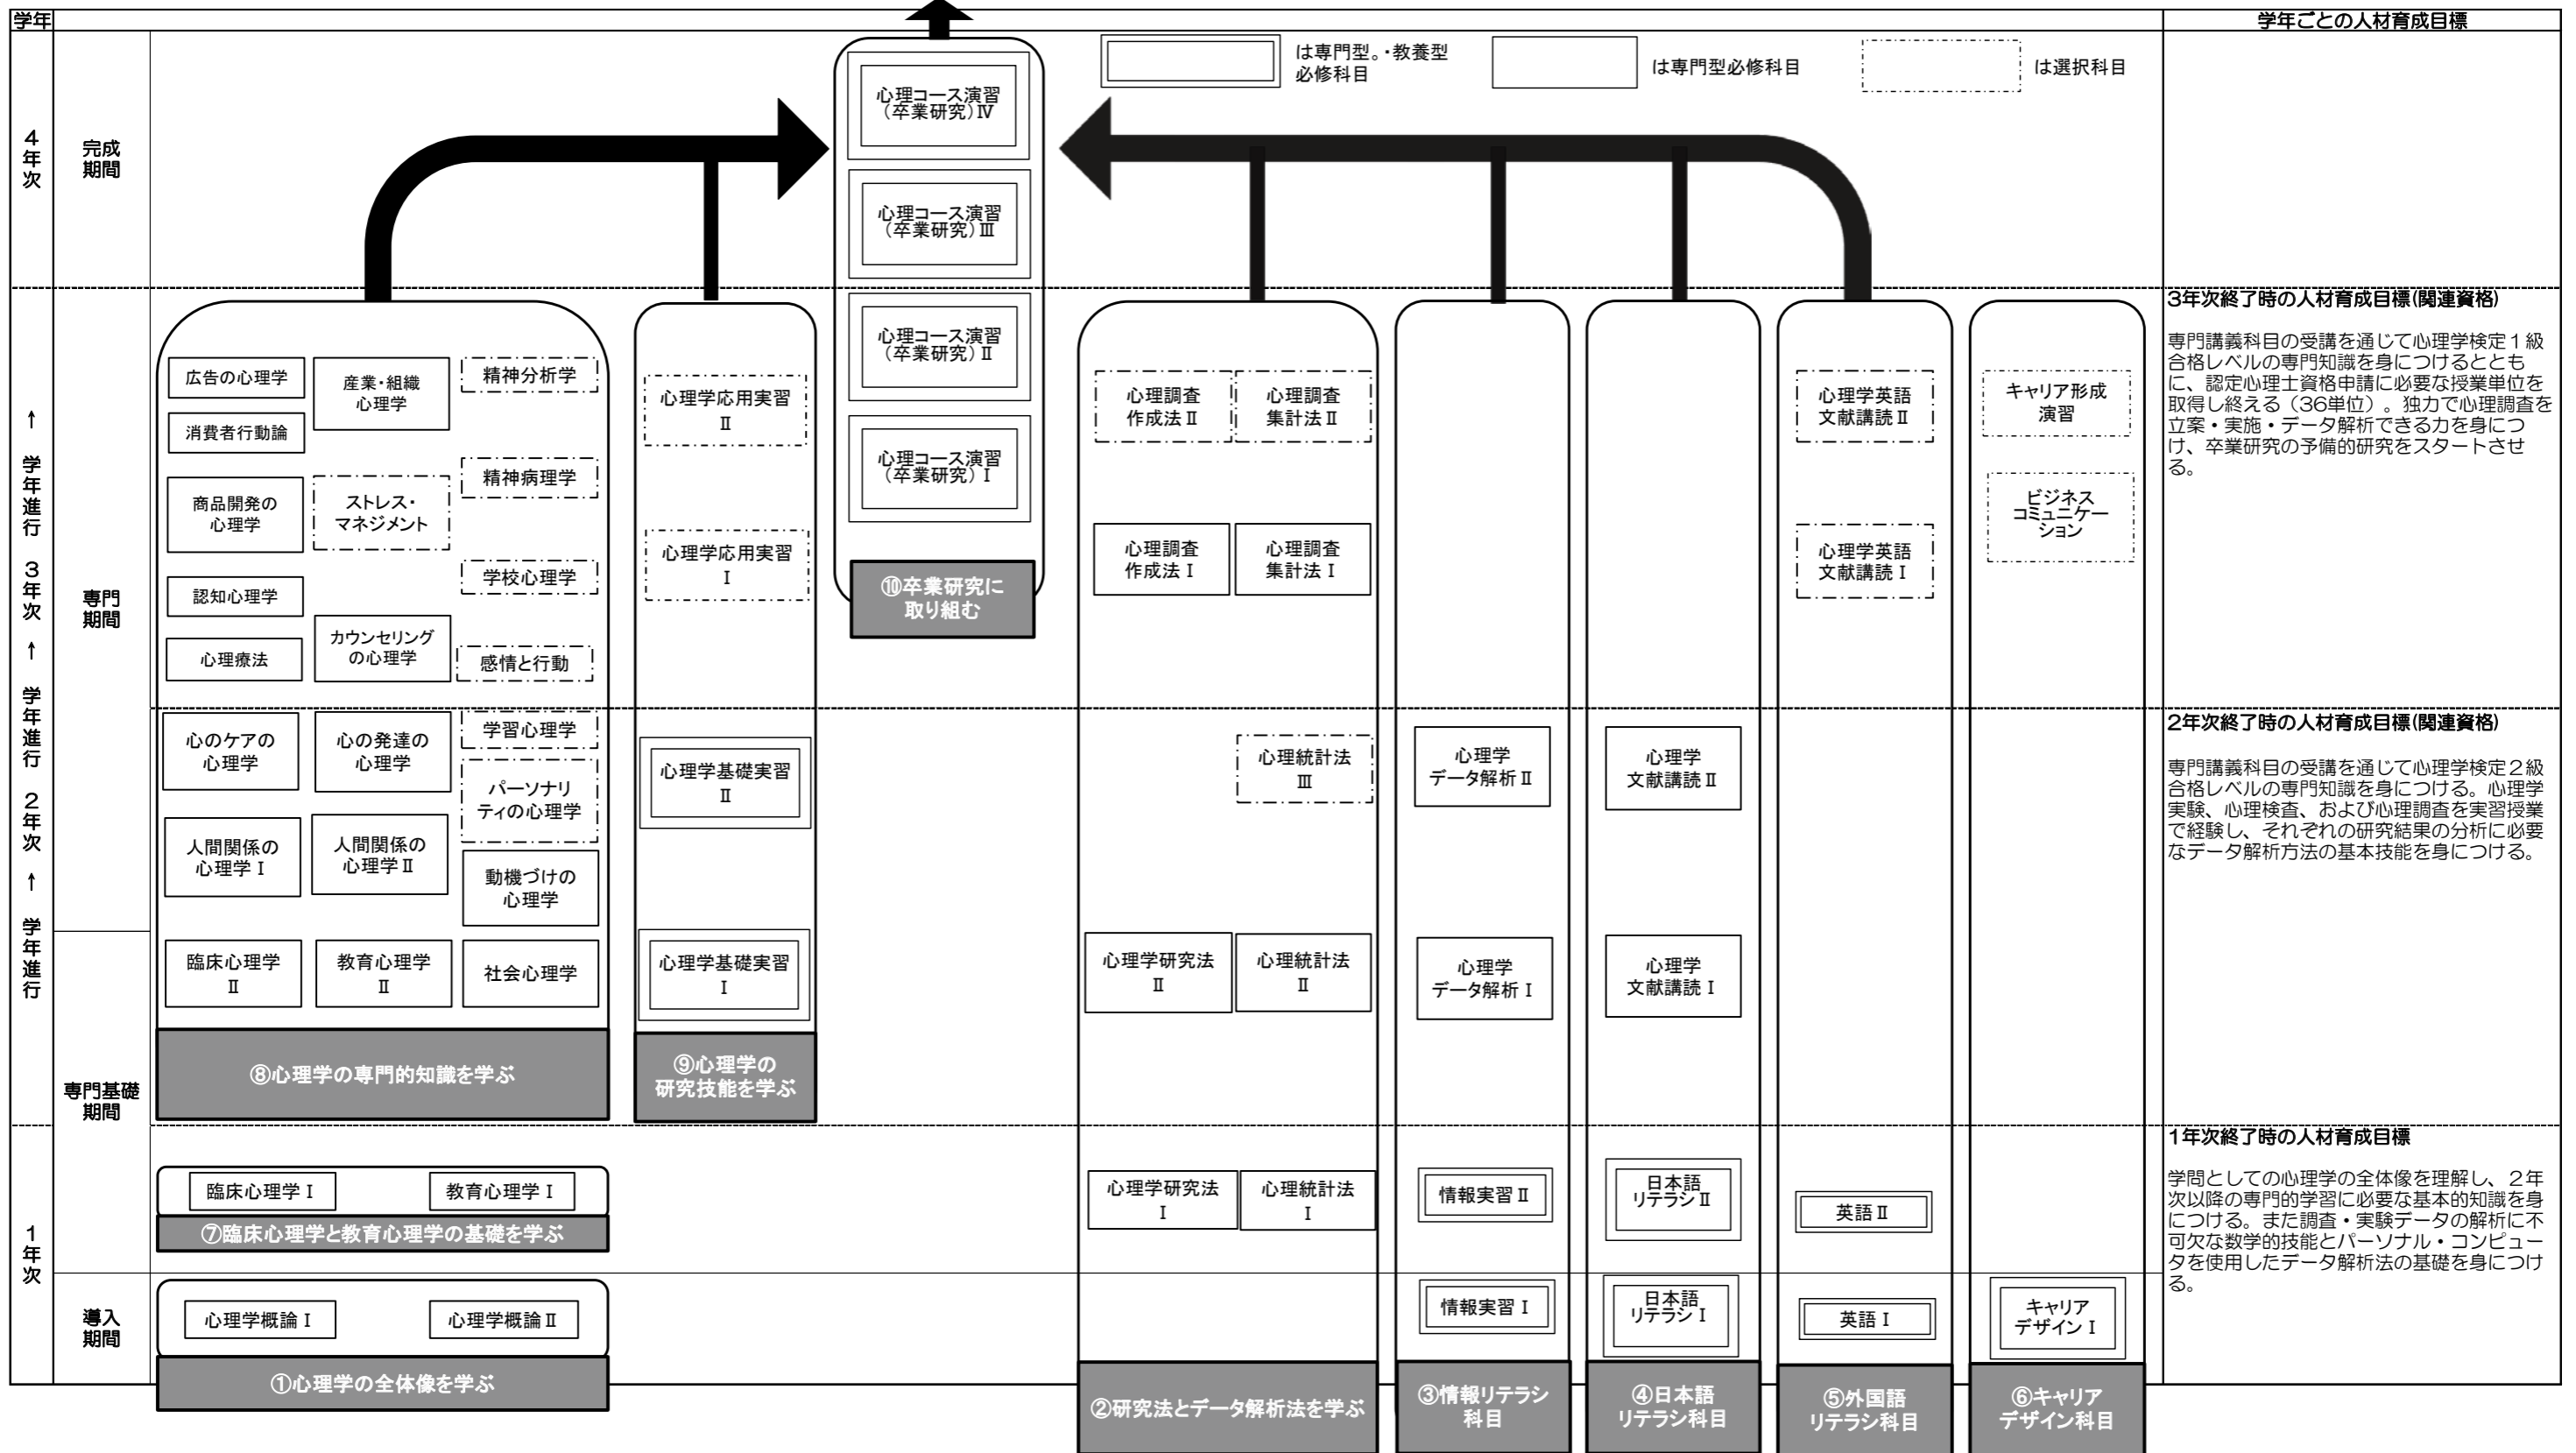 学年
学年ごとの人材育成目標
は専門型。・教養型
必修科目
は専門型必修科目
は選択科目
4年次
完成
期間
心理コース演習
(卒業研究)Ⅳ
心理コース演習
(卒業研究)Ⅲ
心理コース演習
(卒業研究)Ⅱ
心理コース演習
(卒業研究)Ⅰ
⑩卒業研究に
取り組む
↑ 学年進行 3年次 ↑ 学年進行 2年次 ↑ 学年進行
専門
期間
広告の心理学
産業・組織
心理学
精神分析学
消費者行動論
精神病理学
商品開発の
心理学
ストレス・
マネジメント
学校心理学
認知心理学
カウンセリング
の心理学
心理療法
感情と行動
心のケアの
心理学
心の発達の
心理学
学習心理学
パーソナリ
ティの心理学
人間関係の
心理学Ⅰ
人間関係の
心理学Ⅱ
動機づけの
心理学
臨床心理学
Ⅱ
教育心理学
Ⅱ
社会心理学
⑧心理学の専門的知識を学ぶ
心理学応用実習
Ⅱ
心理学応用実習
Ⅰ
心理学基礎実習
Ⅱ
心理学基礎実習
Ⅰ
⑨心理学の
研究技能を学ぶ
心理調査
作成法Ⅱ
心理調査
集計法Ⅱ
心理調査
作成法Ⅰ
心理調査
集計法Ⅰ
心理統計法
Ⅲ
心理学研究法
Ⅱ
心理統計法
Ⅱ
心理学
データ解析Ⅱ
心理学
データ解析Ⅰ
心理学
文献講読Ⅱ
心理学
文献講読Ⅰ
心理学英語
文献講読Ⅱ
心理学英語
文献講読Ⅰ
キャリア形成
演習
ビジネス
コミュニケー
ション
3年次終了時の人材育成目標(関連資格)
専門講義科目の受講を通じて心理学検定1級
合格レベルの専門知識を身につけるととも
に、認定心理士資格申請に必要な授業単位を
取得し終える（36単位）。独力で心理調査を
立案・実施・データ解析できる力を身につ
け、卒業研究の予備的研究をスタートさせ
る。
2年次終了時の人材育成目標(関連資格)
専門講義科目の受講を通じて心理学検定2級
合格レベルの専門知識を身につける。心理学
実験、心理検査、および心理調査を実習授業
で経験し、それぞれの研究結果の分析に必要
なデータ解析方法の基本技能を身につける。
専門基礎
期間
1年次
臨床心理学Ⅰ
教育心理学Ⅰ
⑦臨床心理学と教育心理学の基礎を学ぶ
心理学研究法
Ⅰ
心理統計法
Ⅰ
情報実習Ⅱ
日本語
リテラシⅡ
英語Ⅱ
1年次終了時の人材育成目標
学問としての心理学の全体像を理解し、2年
次以降の専門的学習に必要な基本的知識を身
につける。また調査・実験データの解析に不
可欠な数学的技能とパーソナル・コンピュー
タを使用したデータ解析法の基礎を身につけ
る。
導入
期間
心理学概論Ⅰ
心理学概論Ⅱ
①心理学の全体像を学ぶ
情報実習Ⅰ
日本語
リテラシⅠ
英語Ⅰ
キャリア
デザインⅠ
②研究法とデータ解析法を学ぶ
③情報リテラシ
科目
④日本語
リテラシ科目
⑤外国語
リテラシ科目
⑥キャリア
デザイン科目